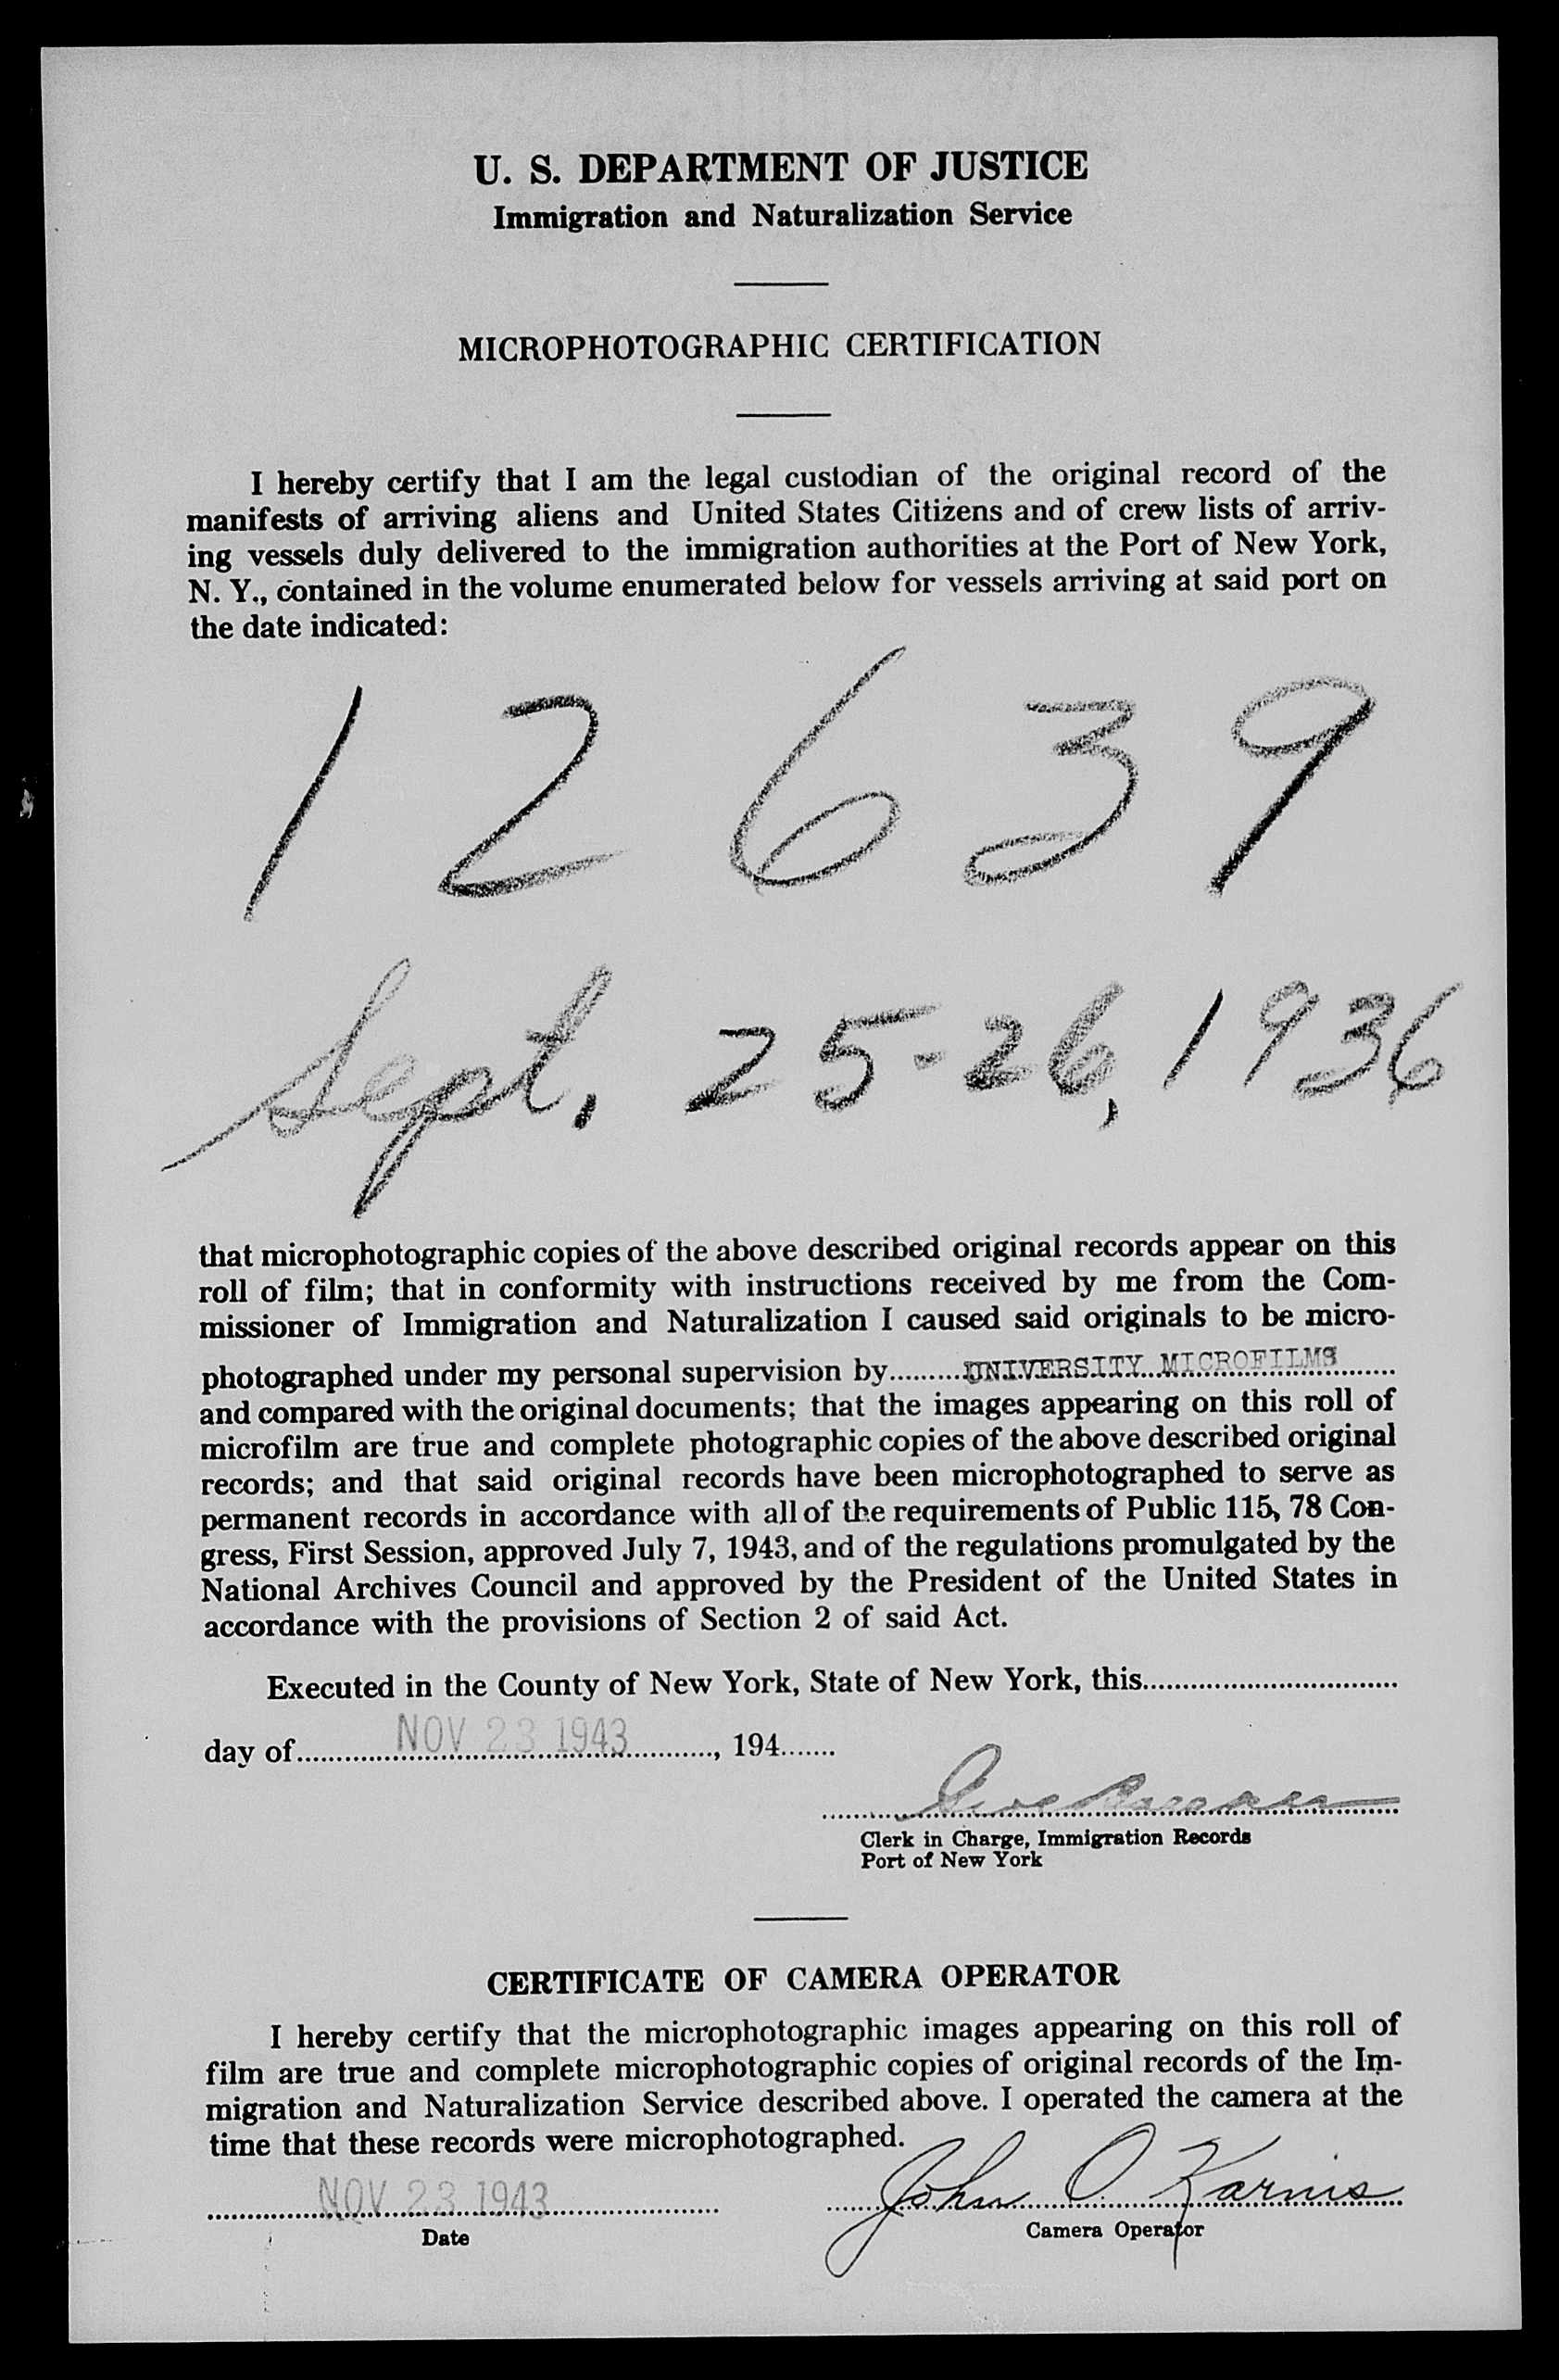 U. S. DEPARTMENT OF JUSTICE
Immigration and Naturalization Service
MICROPHOTOGRAPHIC CERTIFICATION
I hereby certify that I am the legal custodian of the original record of the
manifests of arriving aliens and United States Citizens and of crew lists of arriv-
ing vessels duly delivered to the immigration authorities at the Port of New York,
N. Y., contained in the volume enumerated below for vessels arriving at said port on
the date indicated:
12639
Sept. 25-26, 1936
that microphotographic copies of the above described original records appear on this
roll of film; that in conformity with instructions received by me from the Com-
missioner of Immigration and Naturalization I caused said originals to be micro-
photographed under my personal supervision by UNIVERSITY MICROFILMS
and compared with the original documents; that the images appearing on this roll of
microfilm are true and complete photographic copies of the above described original
records; and that said original records have been microphotographed to serve as
permanent records in accordance with all of the requirements of Public 115, 78 Con-
gress, First Session, approved July 7, 1943, and of the regulations promulgated by the
National Archives Council and approved by the President of the United States in
accordance with the provisions of Section 2 of said Act.
Executed in the County of New York, State of New York, this
day of NOV 23 1943, 194
Clerk in Charge, Immigration Records
Port of New York
CERTIFICATE OF CAMERA OPERATOR
I hereby certify that the microphotographic images appearing on this roll of
film are true and complete microphotographic copies of original records of the Im-
migration and Naturalization Service described above. I operated the camera at the
time that these records were microphotographed.
NOV 23 1943 John O Karnis
Date Camera Operator